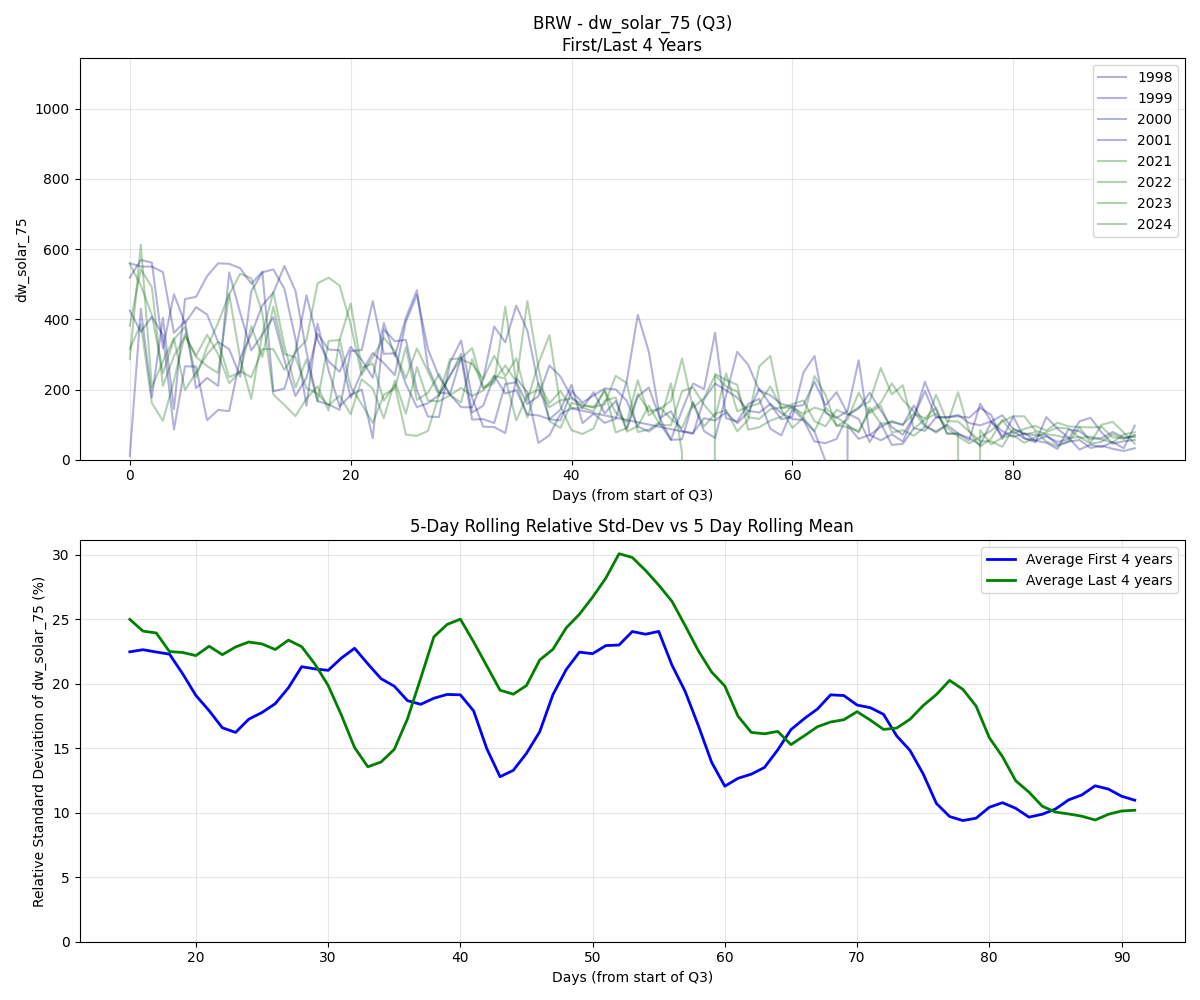 BRW - dw_solar_75 (Q3)
First/Last 4 Years
dw_solar_75
1000
800
600
400
200
0
1998
1999
2000
2001
2021
2022
2023
2024
0 20 40 60 80
Days (from start of Q3)
5-Day Rolling Relative Std-Dev vs 5 Day Rolling Mean
Relative Standard Deviation of dw_solar_75 (%)
30
25
20
15
10
5
0
Average First 4 years
Average Last 4 years
20 30 40 50 60 70 80 90
Days (from start of Q3)